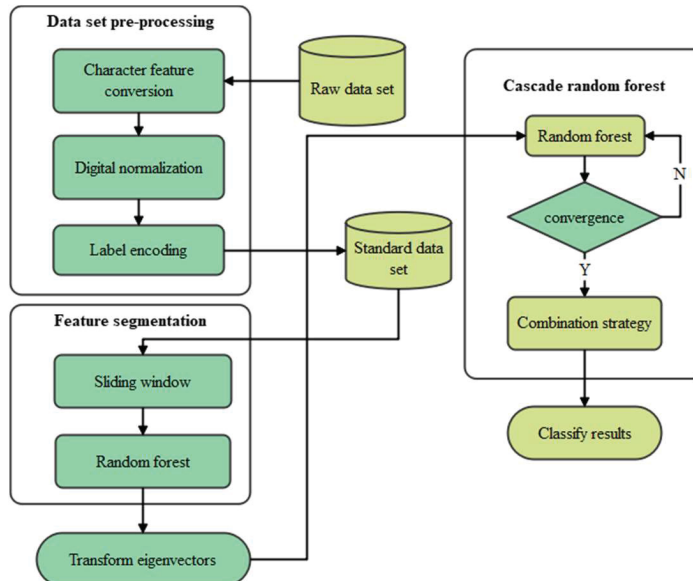 Data set pre-processing
Character feature
conversion
Raw data set
Digital normalization
Label encoding
Standard data
set
Feature segmentation
Sliding window
Random forest
Transform eigenvectors
Cascade random forest
Random forest
N
convergence
Y
Combination strategy
Classify results